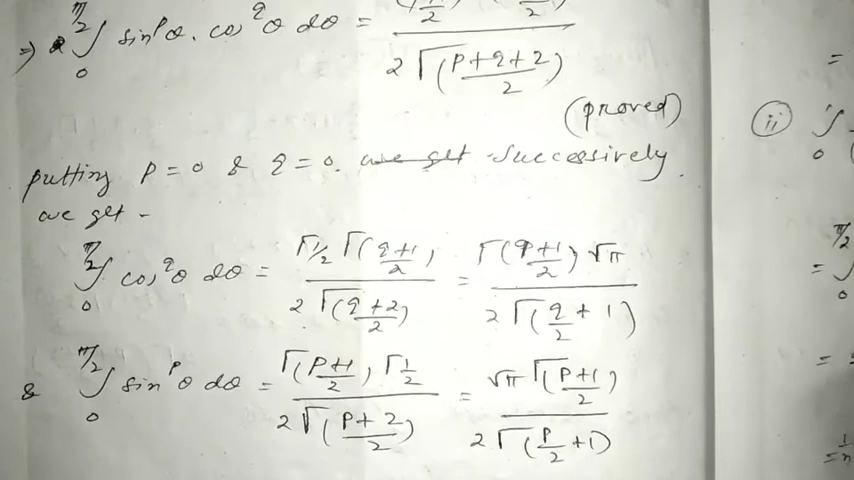 ⇒ ∫₀^{π/2} sin^p θ . cos^q θ dθ = / 2 Γ((p+q+2)/2)
(proved)
putting p = 0 & q = 0. we get successively.
we get -
∫₀^{π/2} cos^q θ dθ = Γ1/2 Γ((q+1)/2) / 2 Γ((q+2)/2) = Γ((q+1)/2) √π / 2 Γ(q/2 + 1)
& ∫₀^{π/2} sin^p θ dθ = Γ((p+1)/2), Γ1/2 / 2 Γ((p+2)/2) = √π Γ((p+1)/2) / 2 Γ(p/2 + 1)
(ii)